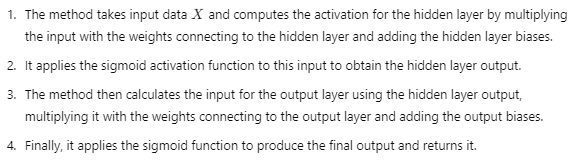 1. The method takes input data X and computes the activation for the hidden layer by multiplying
the input with the weights connecting to the hidden layer and adding the hidden layer biases.
2. It applies the sigmoid activation function to this input to obtain the hidden layer output.
3. The method then calculates the input for the output layer using the hidden layer output,
multiplying it with the weights connecting to the output layer and adding the output biases.
4. Finally, it applies the sigmoid function to produce the final output and returns it.